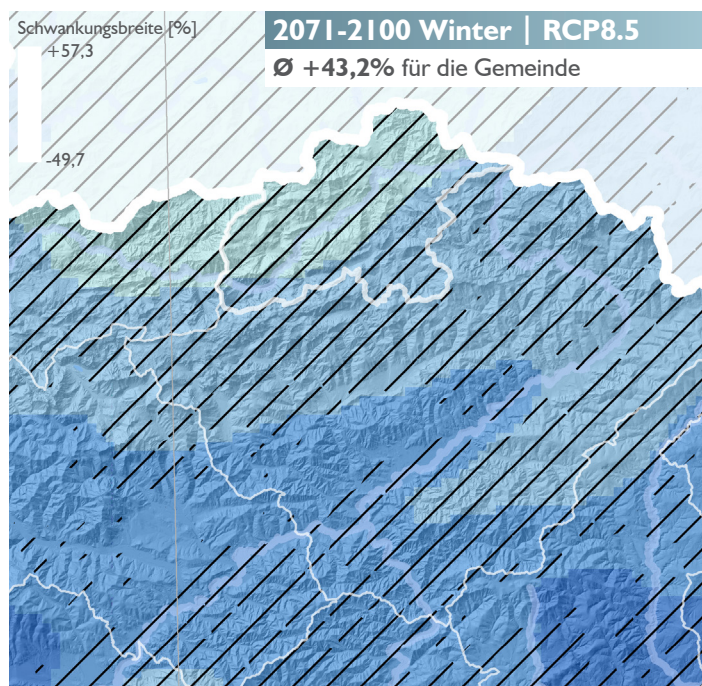 Schwankungsbreite [%]
+57,3
-49,7
2071-2100 Winter | RCP8.5
Ø +43,2% für die Gemeinde